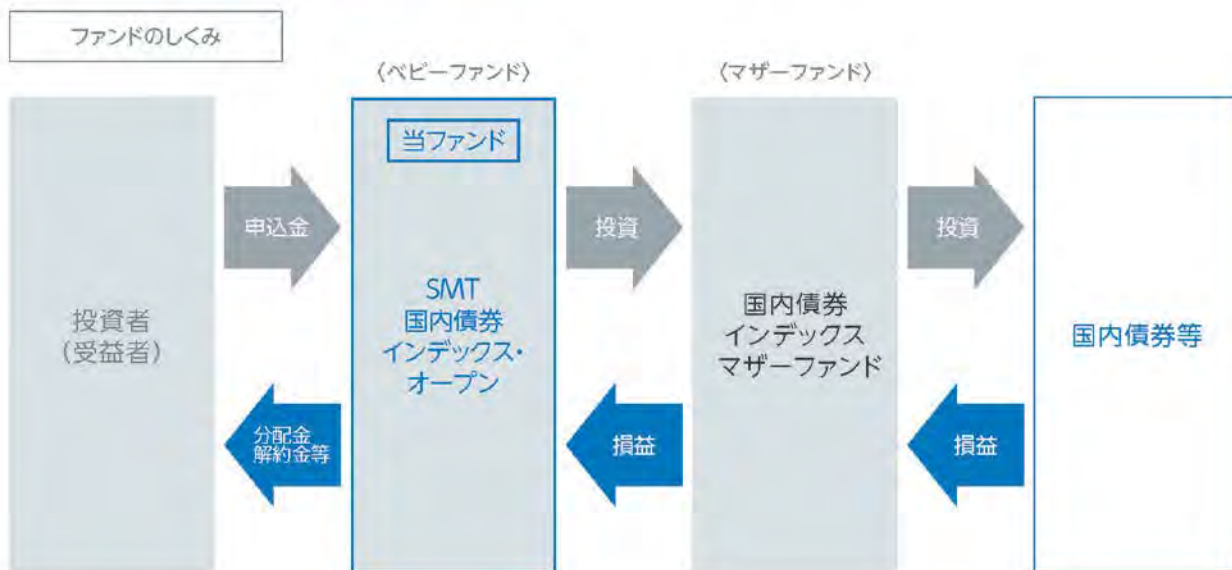 ファンドのしくみ
〈ベビーファンド〉
〈マザーファンド〉
投資者
（受益者）
申込金
分配金
解約金等
当ファンド
SMT
国内債券
インデックス・
オープン
投資
損益
国内債券
インデックス
マザーファンド
投資
損益
国内債券等